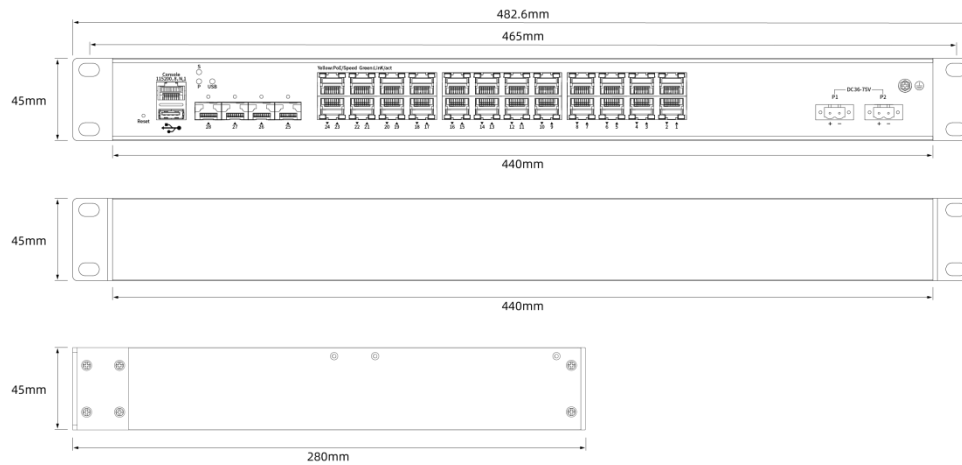 482.6mm
465mm
45mm
Console
115200,8,N,1
Reset
S
P USB
28 27 26 25
Yellow:PoE/Speed Green:Link/act
24 23 22 21 20 19 18 17 16 15 14 13 12 11 10 9 8 7 6 5 4 3 2 1
DC36-75V
P1 P2
+ − + −
440mm
45mm
440mm
45mm
280mm